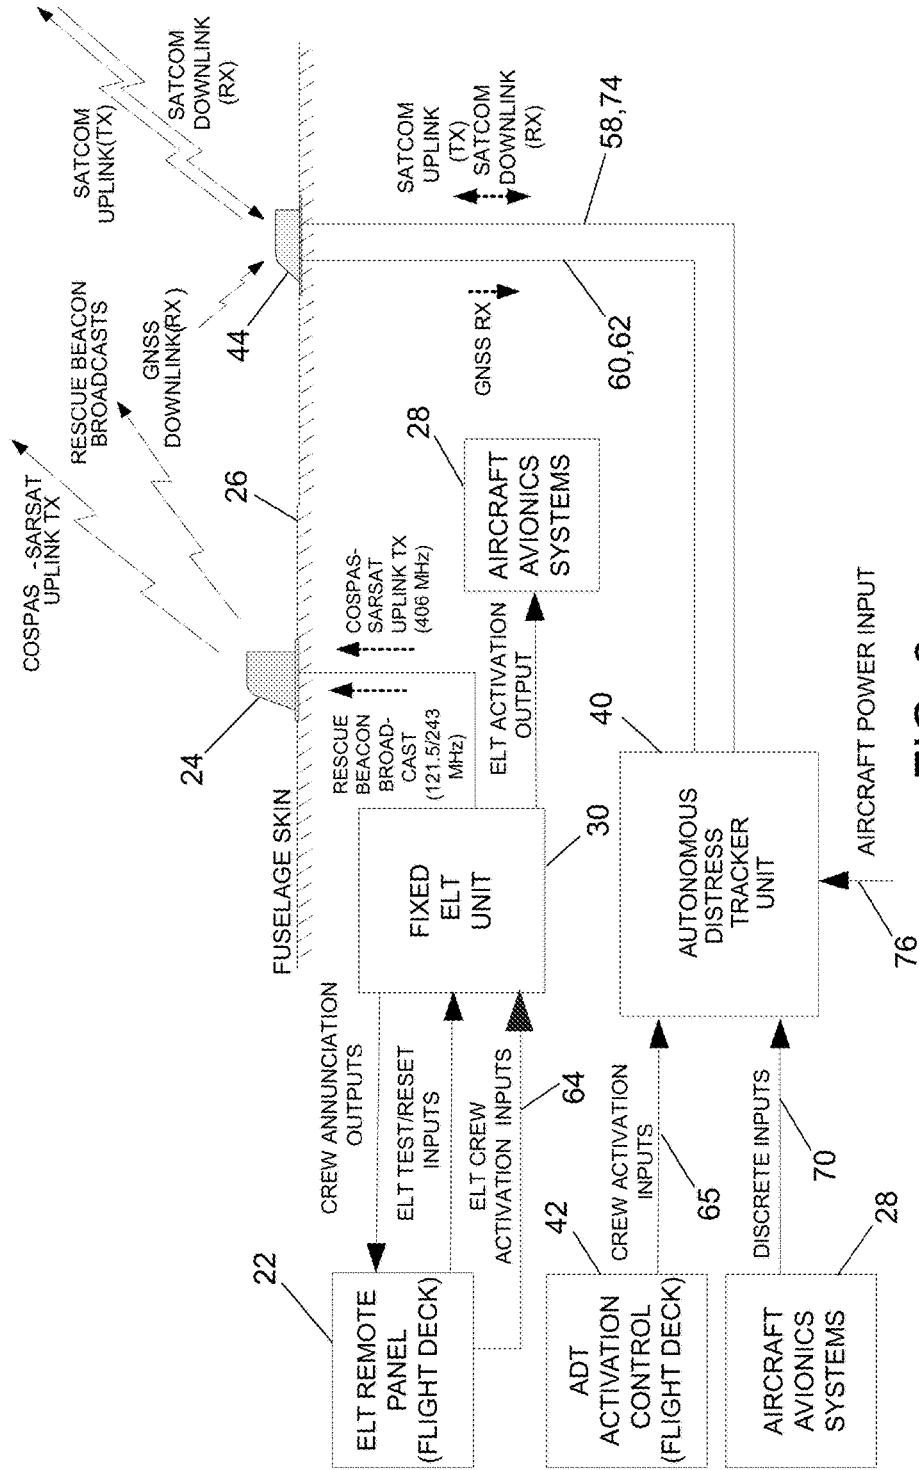 COSPAS -SARSAT
UPLINK TX
RESCUE BEACON
BROADCASTS
SATCOM
UPLINK(TX)
SATCOM
DOWNLINK
(RX)
GNSS
DOWNLINK(RX )
24
26
44
FUSELAGE SKIN
RESCUE
BEACON
BROAD-
CAST
(121.5/243
MHz)
COSPAS-
SARSAT
UPLINK TX
(406 MHz)
SATCOM
UPLINK
(TX)
SATCOM
DOWNLINK
(RX)
GNSS RX
22
ELT REMOTE
PANEL
(FLIGHT DECK)
CREW ANNUNCIATION
OUTPUTS
ELT TEST/RESET
INPUTS
ELT CREW
ACTIVATION INPUTS
64
FIXED
ELT
UNIT
30
ELT ACTIVATION
OUTPUT
28
AIRCRAFT
AVIONICS
SYSTEMS
60,62
58,74
42
ADT
ACTIVATION
CONTROL
(FLIGHT DECK)
CREW ACTIVATION
INPUTS
65
AUTONOMOUS
DISTRESS
TRACKER
UNIT
40
AIRCRAFT
AVIONICS
SYSTEMS
28
DISCRETE INPUTS
70
76
AIRCRAFT POWER INPUT